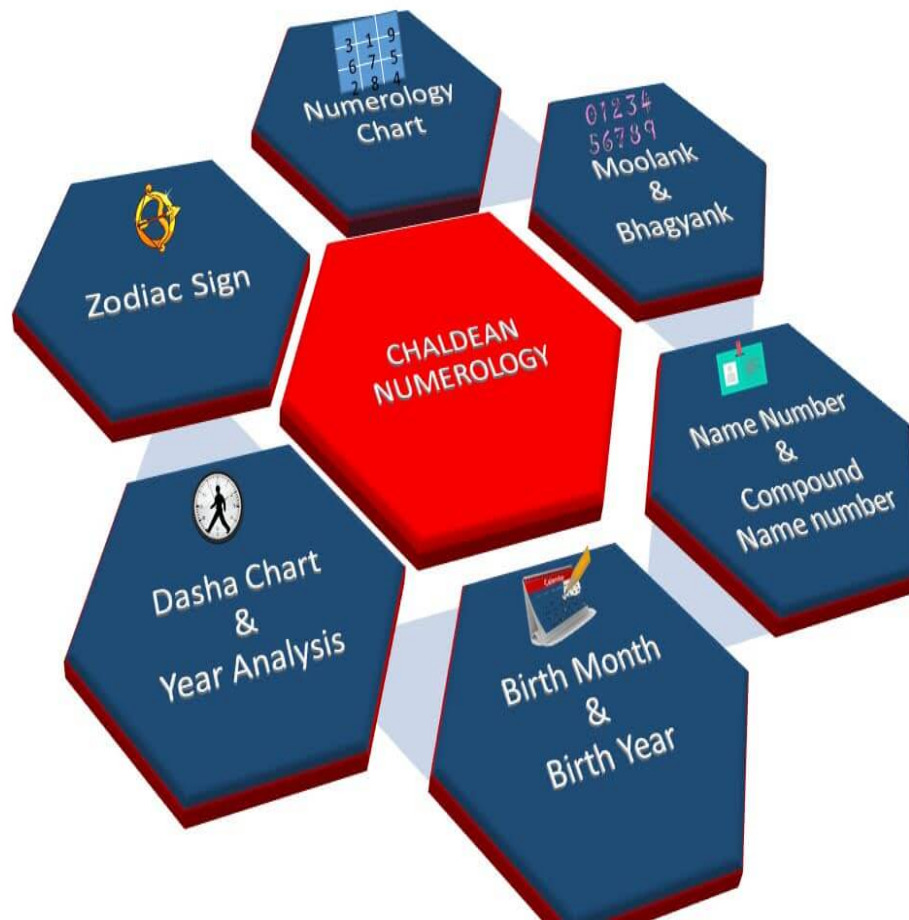 3 1 9
6 7 5
2 8 4
Numerology
Chart
01234
56789
Moolank
&
Bhagyank
Zodiac Sign
CHALDEAN
NUMEROLOGY
Name Number
&
Compound
Name number
Dasha Chart
&
Year Analysis
Birth Month
&
Birth Year